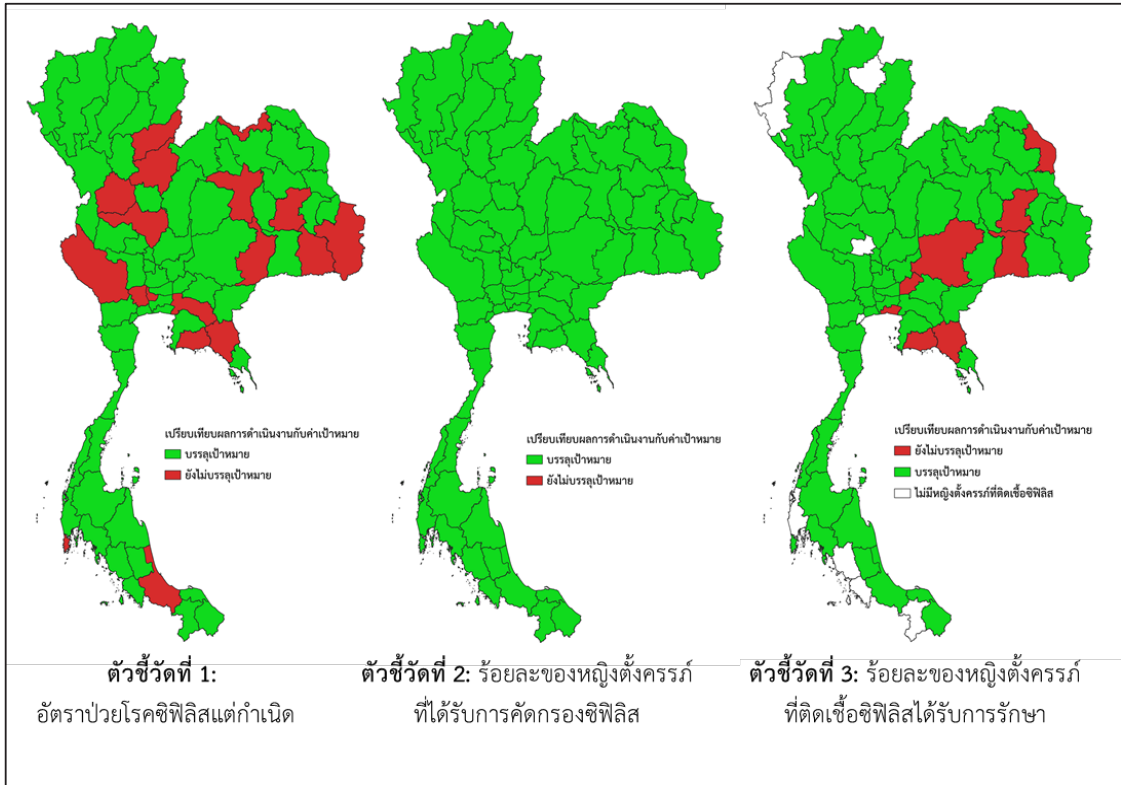 เปรียบเทียบผลการดำเนินงานกับค่าเป้าหมาย
บรรลุเป้าหมาย
ยังไม่บรรลุเป้าหมาย
ตัวชี้วัดที่ 1:
อัตราป่วยโรคซิฟิลิสแต่กำเนิด
เปรียบเทียบผลการดำเนินงานกับค่าเป้าหมาย
บรรลุเป้าหมาย
ยังไม่บรรลุเป้าหมาย
ตัวชี้วัดที่ 2: ร้อยละของหญิงตั้งครรภ์
ที่ได้รับการคัดกรองซิฟิลิส
เปรียบเทียบผลการดำเนินงานกับค่าเป้าหมาย
ยังไม่บรรลุเป้าหมาย
บรรลุเป้าหมาย
ไม่มีหญิงตั้งครรภ์ที่ติดเชื้อซิฟิลิส
ตัวชี้วัดที่ 3: ร้อยละของหญิงตั้งครรภ์
ที่ติดเชื้อซิฟิลิสได้รับการรักษา